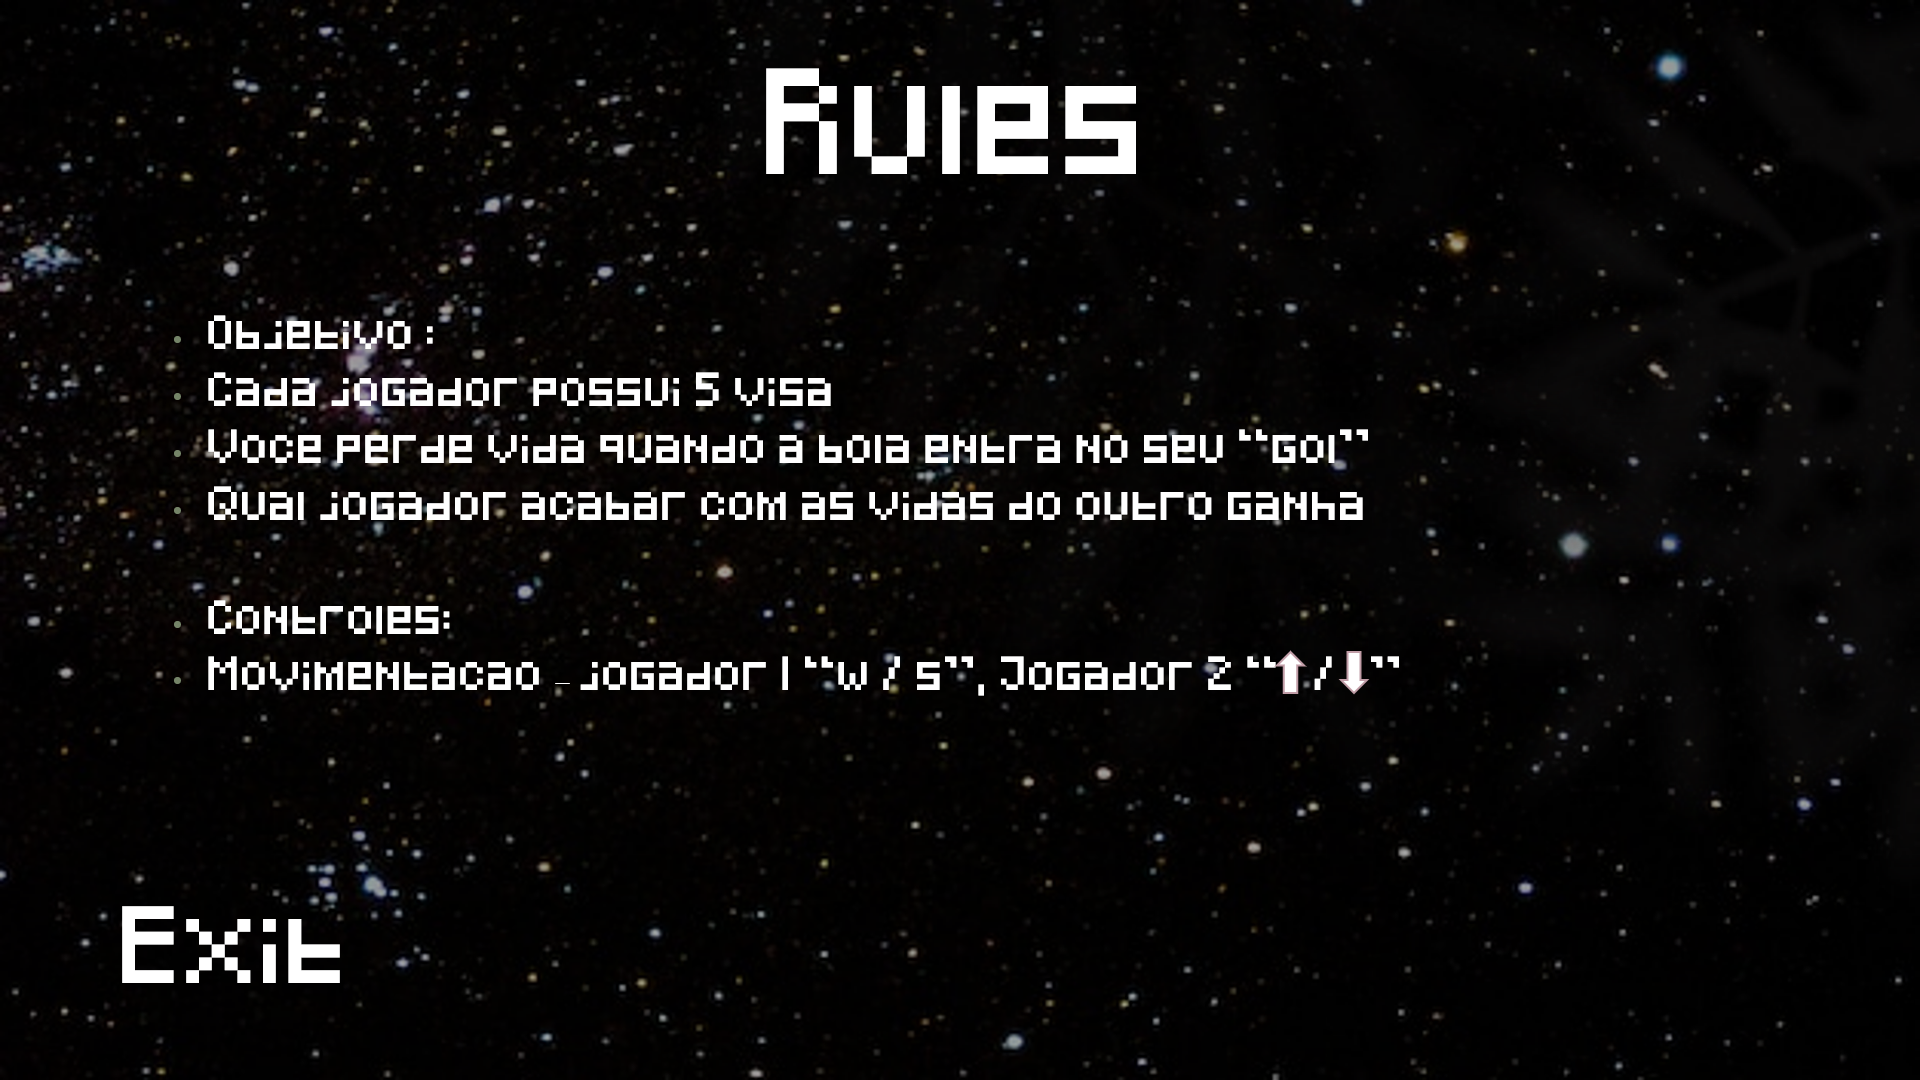 Rules
Objetivo :
Cada jogador possui 5 visa
Voce perde vida quando a bola entra no seu “Gol”
Qual jogador acabar com as vidas do outro ganha
Controles:
Movimentacao – jogador 1 “W / S”, Jogador 2 “⬆/⬇”
Exit